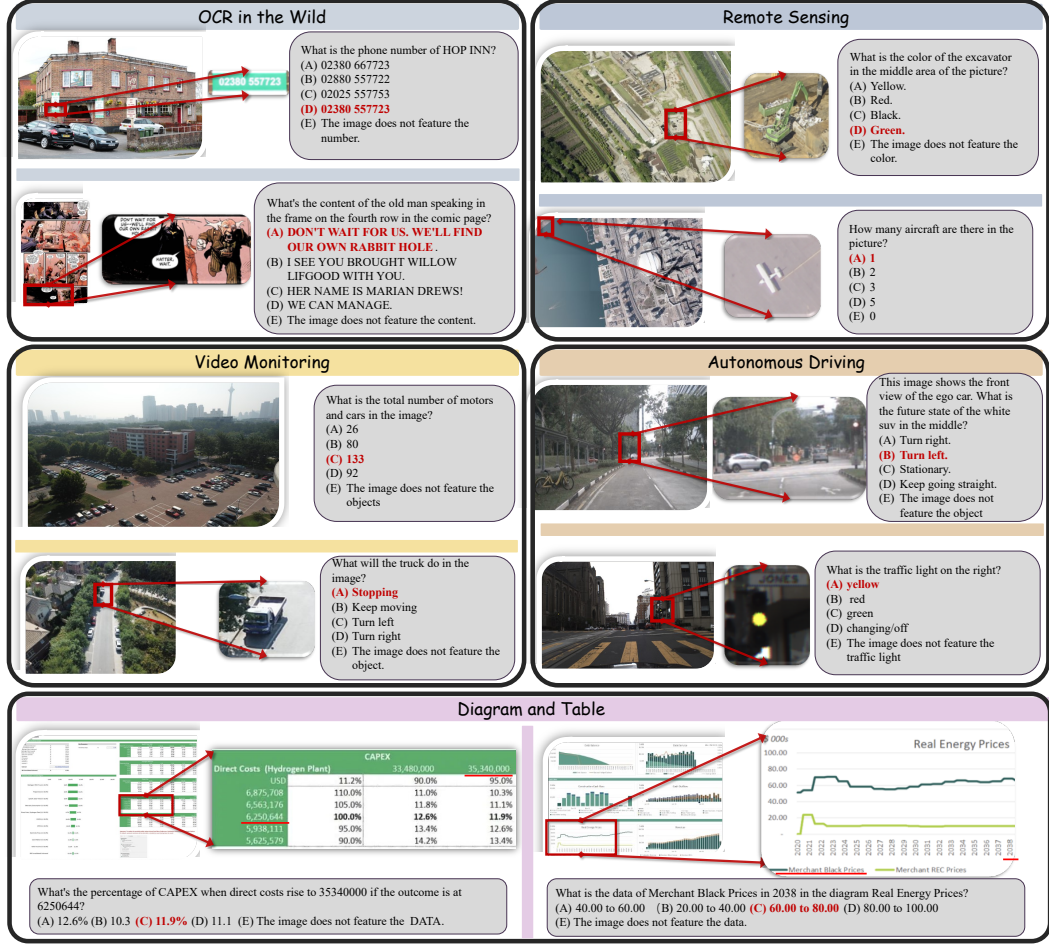 OCR in the Wild
02380 557723
What is the phone number of HOP INN?
(A) 02380 667723
(B) 02880 557722
(C) 02025 557753
(D) 02380 557723
(E) The image does not feature the
number.
DON'T WAIT FOR
US. WE'LL FIND
OUR OWN RABBIT
HOLE.
HATTER,
WAIT.
What's the content of the old man speaking in
the frame on the fourth row in the comic page?
(A) DON'T WAIT FOR US. WE'LL FIND
OUR OWN RABBIT HOLE .
(B) I SEE YOU BROUGHT WILLOW
LIFGOOD WITH YOU.
(C) HER NAME IS MARIAN DREWS!
(D) WE CAN MANAGE.
(E) The image does not feature the content.
Remote Sensing
What is the color of the excavator
in the middle area of the picture?
(A) Yellow.
(B) Red.
(C) Black.
(D) Green.
(E) The image does not feature the
color.
How many aircraft are there in the
picture?
(A) 1
(B) 2
(C) 3
(D) 5
(E) 0
Video Monitoring
What is the total number of motors
and cars in the image?
(A) 26
(B) 80
(C) 133
(D) 92
(E) The image does not feature the
objects
What will the truck do in the
image?
(A) Stopping
(B) Keep moving
(C) Turn left
(D) Turn right
(E) The image does not feature the
object.
Autonomous Driving
This image shows the front
view of the ego car. What is
the future state of the white
suv in the middle?
(A) Turn right.
(B) Turn left.
(C) Stationary.
(D) Keep going straight.
(E) The image does not
feature the object
JONES
What is the traffic light on the right?
(A) yellow
(B) red
(C) green
(D) changing/off
(E) The image does not feature the
traffic light
Diagram and Table
CAPEX
Direct Costs (Hydrogen Plant) 33,480,000 35,340,000
USD 11.2% 90.0% 95.0%
6,875,708 110.0% 11.0% 10.3%
6,563,176 105.0% 11.8% 11.1%
6,250,644 100.0% 12.6% 11.9%
5,938,111 95.0% 13.4% 12.6%
5,625,579 90.0% 14.2% 13.4%
What's the percentage of CAPEX when direct costs rise to 35340000 if the outcome is at
6250644?
(A) 12.6% (B) 10.3 (C) 11.9% (D) 11.1 (E) The image does not feature the DATA.
000s
Real Energy Prices
100.00
80.00
60.00
40.00
20.00
2020 2021 2022 2023 2024 2025 2026 2027 2028 2029 2030 2031 2032 2033 2034 2035 2036 2037 2038
Merchant Black Prices Merchant REC Prices
What is the data of Merchant Black Prices in 2038 in the diagram Real Energy Prices?
(A) 40.00 to 60.00 (B) 20.00 to 40.00 (C) 60.00 to 80.00 (D) 80.00 to 100.00
(E) The image does not feature the data.